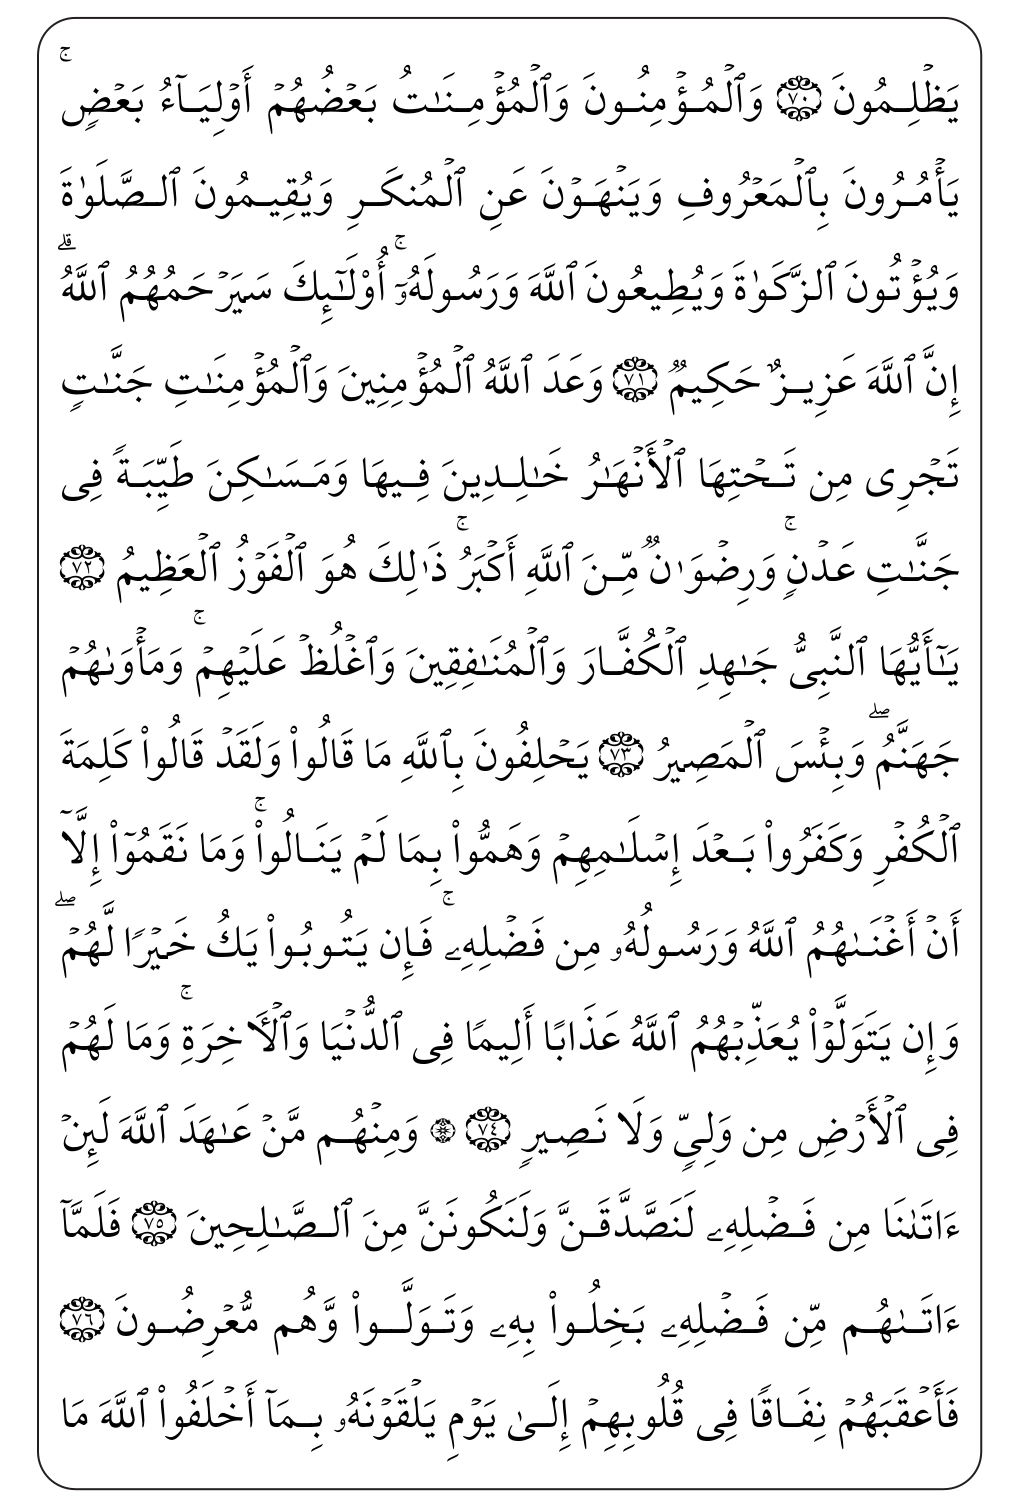 يَظۡلِمُونَ ۝٧٠ وَٱلۡمُؤۡمِنُونَ وَٱلۡمُؤۡمِنَٰتُ بَعۡضُهُمۡ أَوۡلِيَآءُ بَعۡضٖۚ
يَأۡمُرُونَ بِٱلۡمَعۡرُوفِ وَيَنۡهَوۡنَ عَنِ ٱلۡمُنكَرِ وَيُقِيمُونَ ٱلصَّلَوٰةَ
وَيُؤۡتُونَ ٱلزَّكَوٰةَ وَيُطِيعُونَ ٱللَّهَ وَرَسُولَهُۥٓۚ أُوْلَٰٓئِكَ سَيَرۡحَمُهُمُ ٱللَّهُۗ
إِنَّ ٱللَّهَ عَزِيزٌ حَكِيمٞ ۝٧١ وَعَدَ ٱللَّهُ ٱلۡمُؤۡمِنِينَ وَٱلۡمُؤۡمِنَٰتِ جَنَّٰتٖ
تَجۡرِي مِن تَحۡتِهَا ٱلۡأَنۡهَٰرُ خَٰلِدِينَ فِيهَا وَمَسَٰكِنَ طَيِّبَةٗ فِي
جَنَّٰتِ عَدۡنٖۚ وَرِضۡوَٰنٞ مِّنَ ٱللَّهِ أَكۡبَرُۚ ذَٰلِكَ هُوَ ٱلۡفَوۡزُ ٱلۡعَظِيمُ ۝٧٢
يَٰٓأَيُّهَا ٱلنَّبِيُّ جَٰهِدِ ٱلۡكُفَّارَ وَٱلۡمُنَٰفِقِينَ وَٱغۡلُظۡ عَلَيۡهِمۡۚ وَمَأۡوَىٰهُمۡ
جَهَنَّمُۖ وَبِئۡسَ ٱلۡمَصِيرُ ۝٧٣ يَحۡلِفُونَ بِٱللَّهِ مَا قَالُواْ وَلَقَدۡ قَالُواْ كَلِمَةَ
ٱلۡكُفۡرِ وَكَفَرُواْ بَعۡدَ إِسۡلَٰمِهِمۡ وَهَمُّواْ بِمَا لَمۡ يَنَالُواْۚ وَمَا نَقَمُوٓاْ إِلَّآ
أَنۡ أَغۡنَىٰهُمُ ٱللَّهُ وَرَسُولُهُۥ مِن فَضۡلِهِۦۚ فَإِن يَتُوبُواْ يَكُ خَيۡرٗا لَّهُمۡۖ
وَإِن يَتَوَلَّوۡاْ يُعَذِّبۡهُمُ ٱللَّهُ عَذَابًا أَلِيمٗا فِي ٱلدُّنۡيَا وَٱلۡأٓخِرَةِۚ وَمَا لَهُمۡ
فِي ٱلۡأَرۡضِ مِن وَلِيّٖ وَلَا نَصِيرٖ ۝٧٤ ۞ وَمِنۡهُم مَّنۡ عَٰهَدَ ٱللَّهَ لَئِنۡ
ءَاتَىٰنَا مِن فَضۡلِهِۦ لَنَصَّدَّقَنَّ وَلَنَكُونَنَّ مِنَ ٱلصَّٰلِحِينَ ۝٧٥ فَلَمَّآ
ءَاتَىٰهُم مِّن فَضۡلِهِۦ بَخِلُواْ بِهِۦ وَتَوَلَّواْ وَّهُم مُّعۡرِضُونَ ۝٧٦
فَأَعۡقَبَهُمۡ نِفَاقٗا فِي قُلُوبِهِمۡ إِلَىٰ يَوۡمِ يَلۡقَوۡنَهُۥ بِمَآ أَخۡلَفُواْ ٱللَّهَ مَا